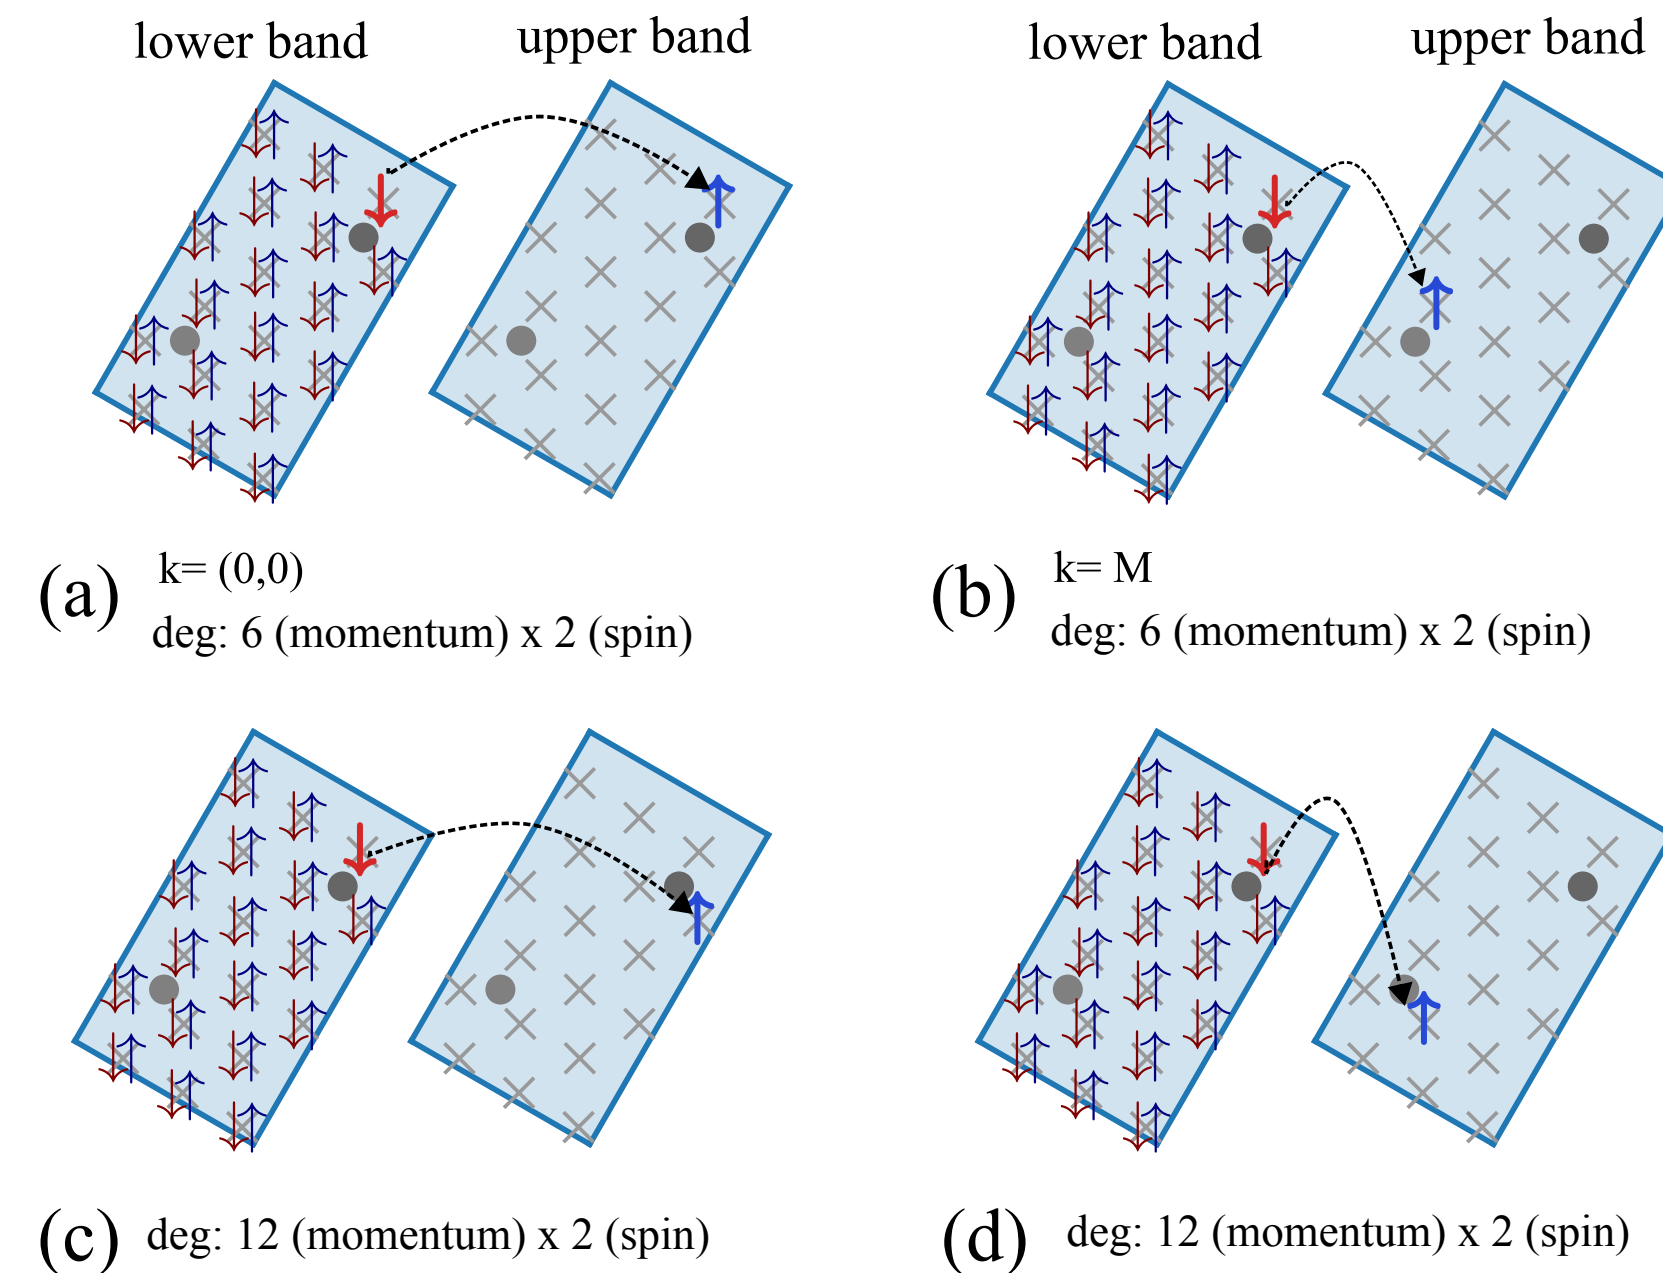 lower band
upper band
lower band
upper band
(a)
k= (0,0)
deg: 6 (momentum) x 2 (spin)
(b)
k= M
deg: 6 (momentum) x 2 (spin)
(c) deg: 12 (momentum) x 2 (spin)
(d) deg: 12 (momentum) x 2 (spin)